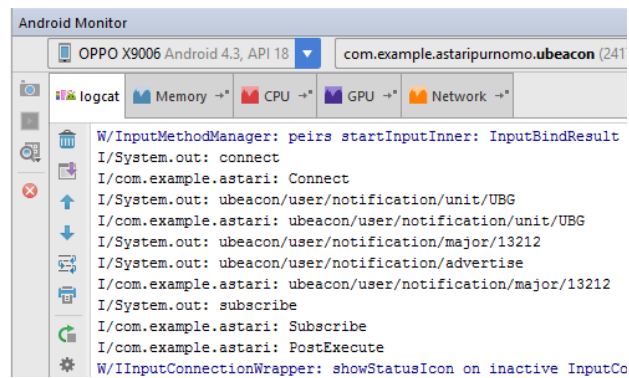 Android Monitor
OPPO X9006 Android 4.3, API 18 com.example.astaripurnomo.ubeacon (241
logcat Memory CPU GPU Network
W/InputMethodManager: peirs startInputInner: InputBindResult
I/System.out: connect
I/com.example.astari: Connect
I/System.out: ubeacon/user/notification/unit/UBG
I/com.example.astari: ubeacon/user/notification/unit/UBG
I/System.out: ubeacon/user/notification/major/13212
I/System.out: ubeacon/user/notification/advertise
I/com.example.astari: ubeacon/user/notification/major/13212
I/System.out: subscribe
I/com.example.astari: Subscribe
I/com.example.astari: PostExecute
W/IInputConnectionWrapper: showStatusIcon on inactive InputCo